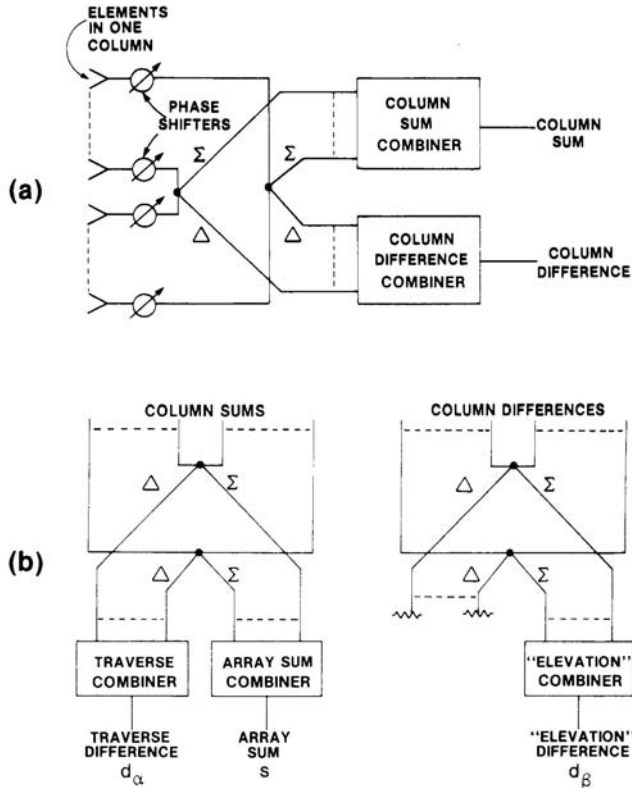 ELEMENTS
IN ONE
COLUMN
PHASE
SHIFTERS
(a)
Σ
Δ
Σ
Δ
COLUMN
SUM
COMBINER
COLUMN
SUM
COLUMN
DIFFERENCE
COMBINER
COLUMN
DIFFERENCE
(b)
COLUMN SUMS
Δ
Σ
Δ
Σ
TRAVERSE
COMBINER
ARRAY SUM
COMBINER
TRAVERSE
DIFFERENCE
dα
ARRAY
SUM
s
COLUMN DIFFERENCES
Δ
Σ
Δ
Σ
"ELEVATION"
COMBINER
"ELEVATION"
DIFFERENCE
dβ